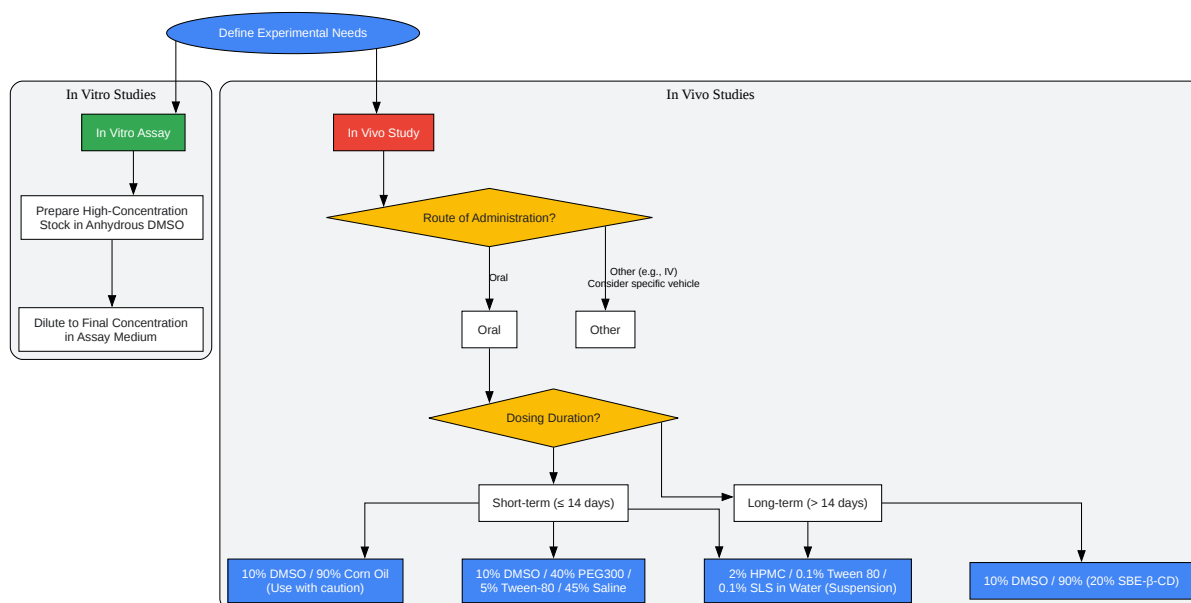 Define Experimental Needs
In Vitro Studies
In Vivo Studies
In Vitro Assay
In Vivo Study
Prepare High-Concentration
Stock in Anhydrous DMSO
Route of Administration?
Oral
Other (e.g., IV)
Consider specific vehicle
Dilute to Final Concentration
in Assay Medium
Oral
Other
Dosing Duration?
Short-term (≤ 14 days)
Long-term (> 14 days)
10% DMSO / 90% Corn Oil
(Use with caution)
10% DMSO / 40% PEG300 /
5% Tween-80 / 45% Saline
2% HPMC / 0.1% Tween 80 /
0.1% SLS in Water (Suspension)
10% DMSO / 90% (20% SBE-β-CD)